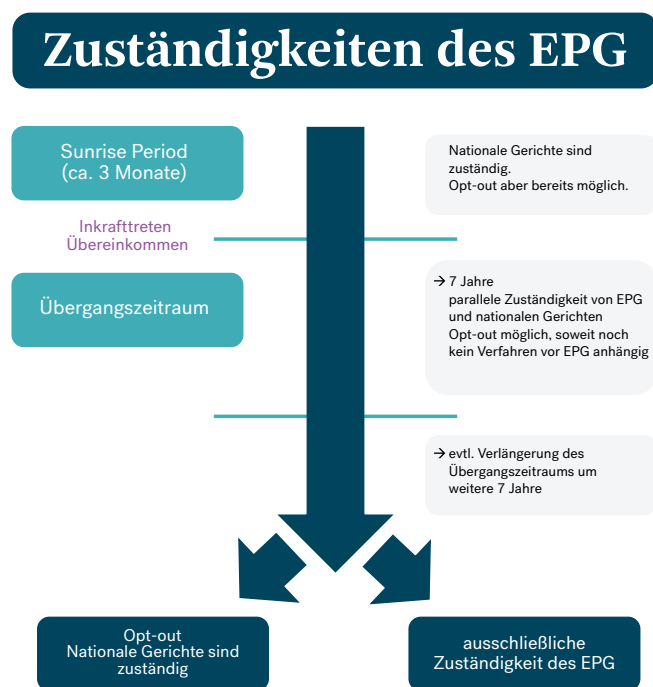 Zuständigkeiten des EPG
Sunrise Period
(ca. 3 Monate)
Nationale Gerichte sind
zuständig.
Opt-out aber bereits möglich.
Inkrafttreten
Übereinkommen
Übergangszeitraum
→ 7 Jahre
parallele Zuständigkeit von EPG
und nationalen Gerichten
Opt-out möglich, soweit noch
kein Verfahren vor EPG anhängig
→ evtl. Verlängerung des
Übergangszeitraums um
weitere 7 Jahre
Opt-out
Nationale Gerichte sind
zuständig
ausschließliche
Zuständigkeit des EPG